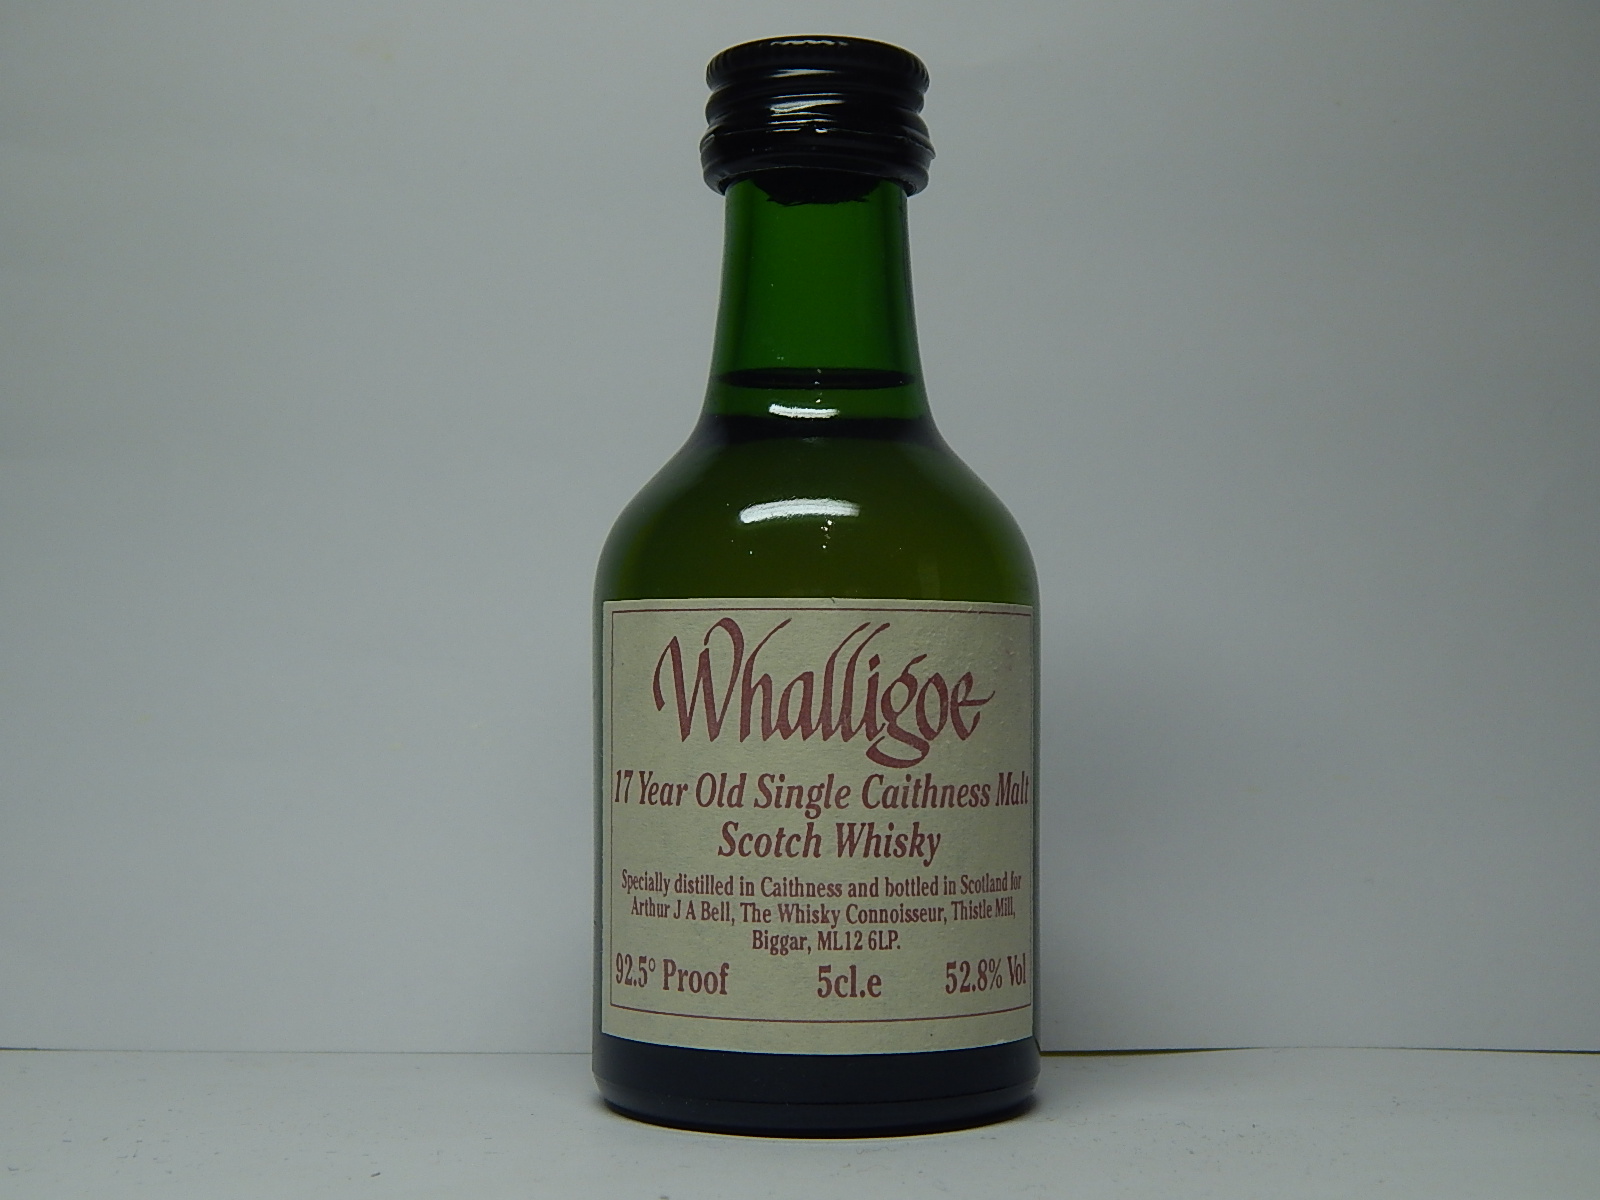 Whalligoe
17 Year Old Single Caithness Malt
Scotch Whisky
Specially distilled in Caithness and bottled in Scotland for
Arthur J A Bell, The Whisky Connoisseur, Thistle Mill,
Biggar, ML12 6LP.
92.5° Proof 5cl.e 52.8% Vol